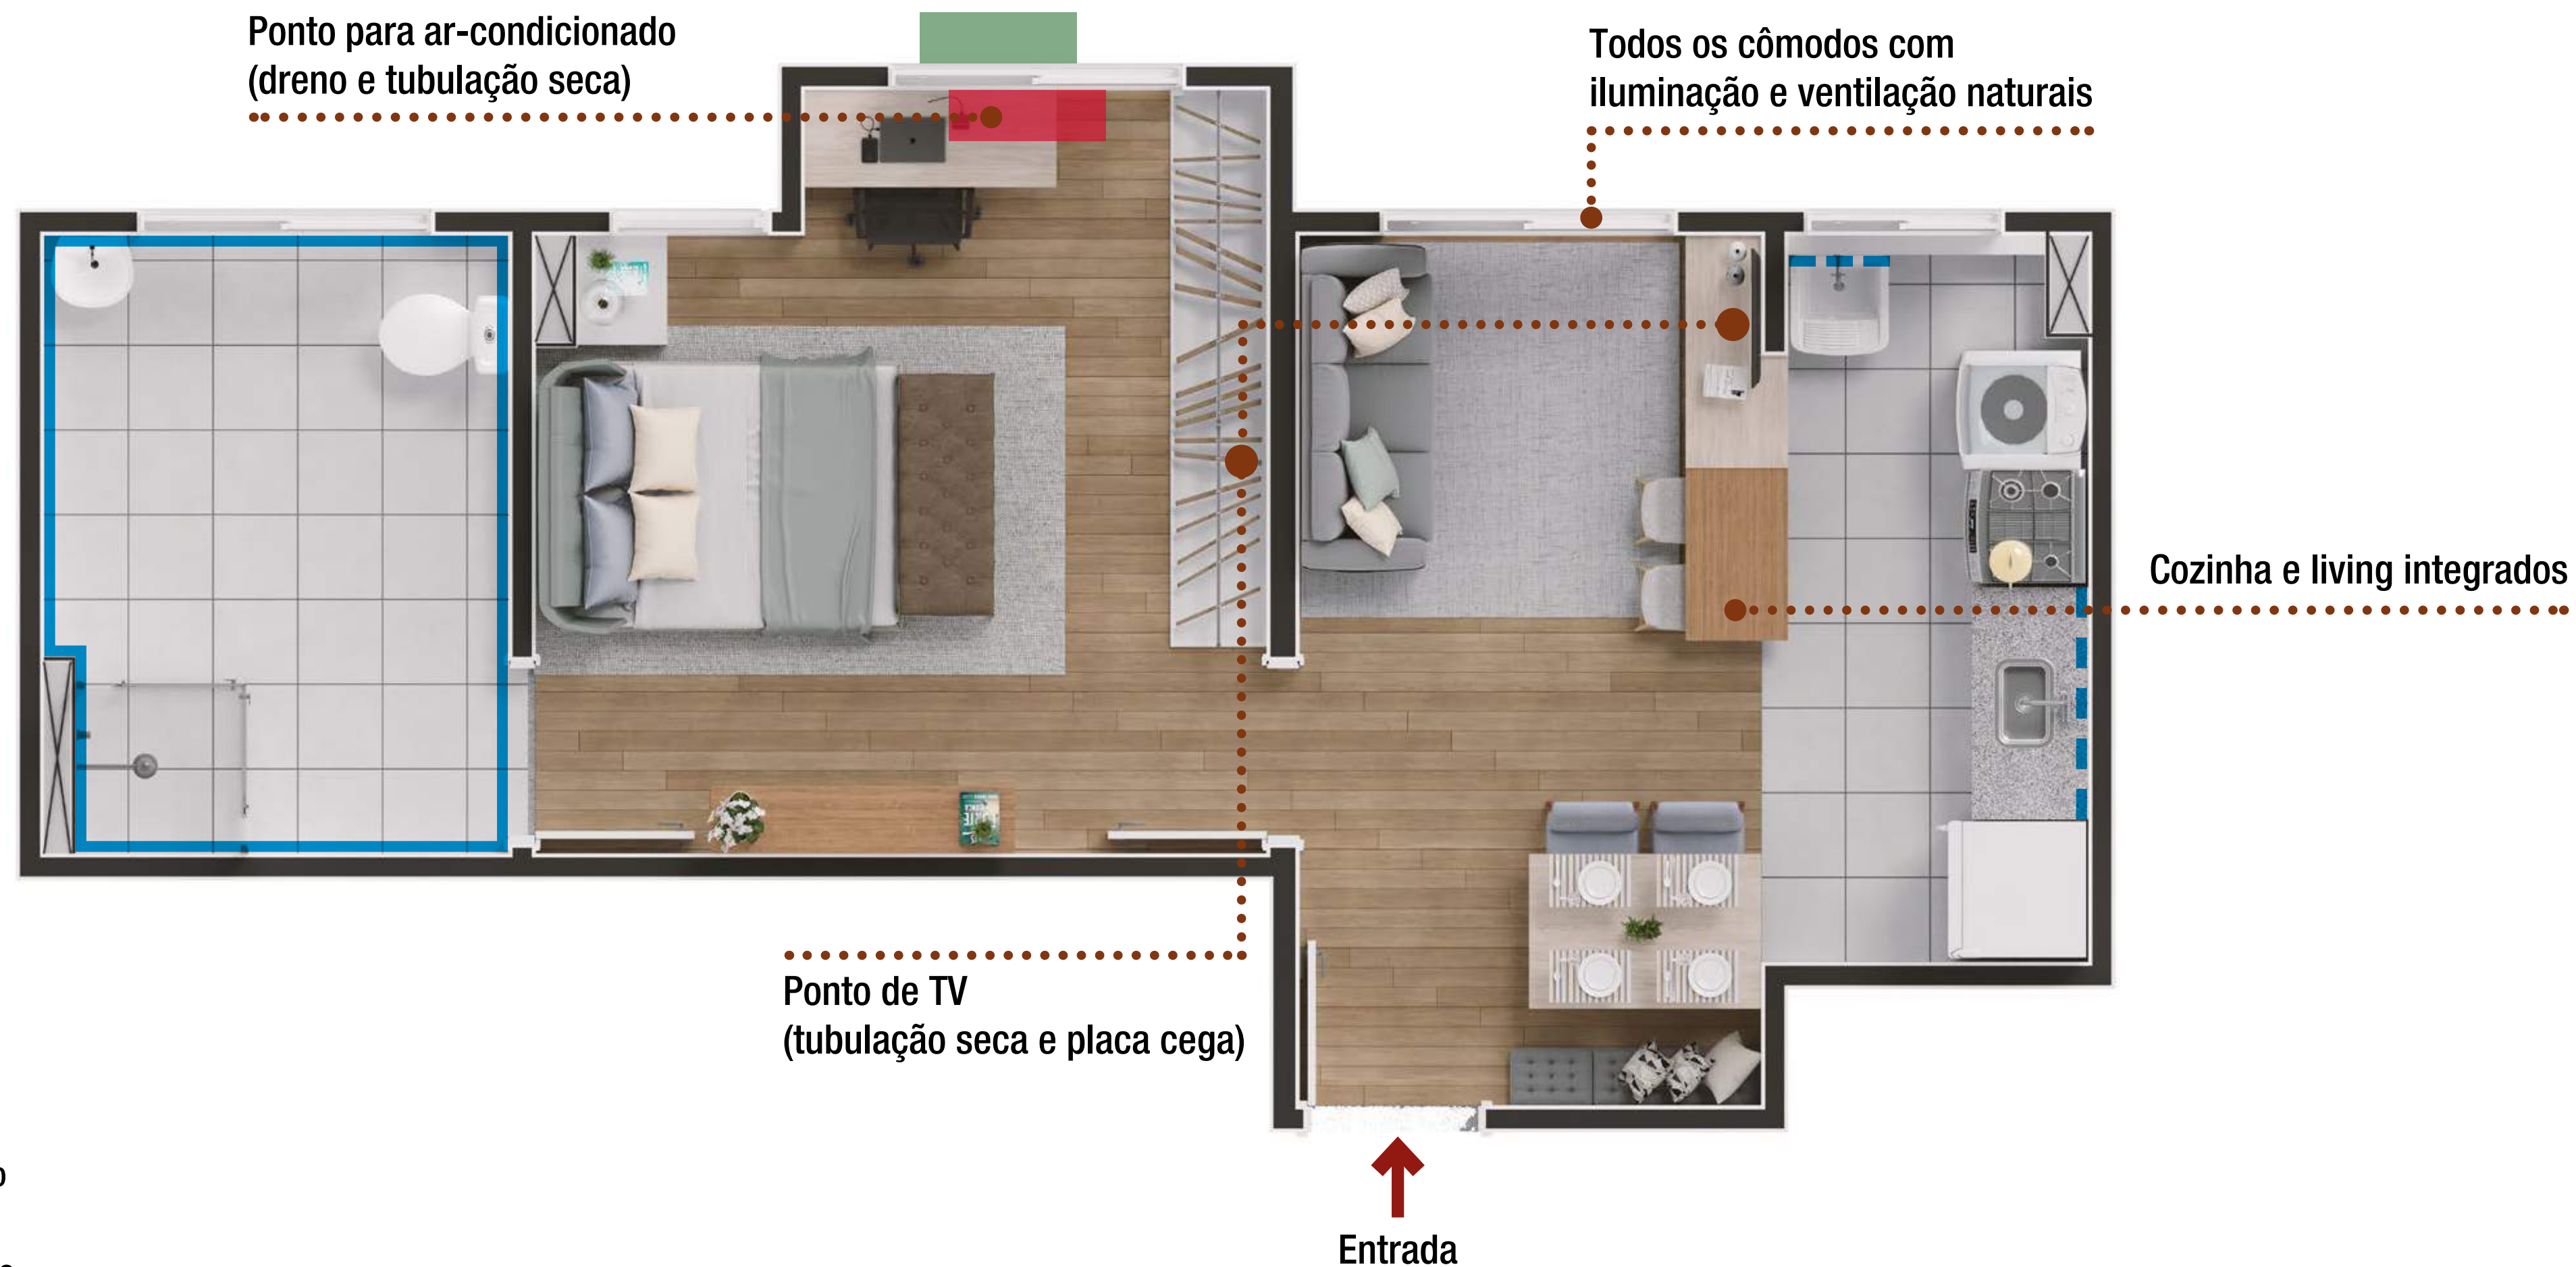 Ponto para ar-condicionado
(dreno e tubulação seca)
Todos os cômodos com
iluminação e ventilação naturais
Cozinha e living integrados
Ponto de TV
(tubulação seca e placa cega)
Entrada